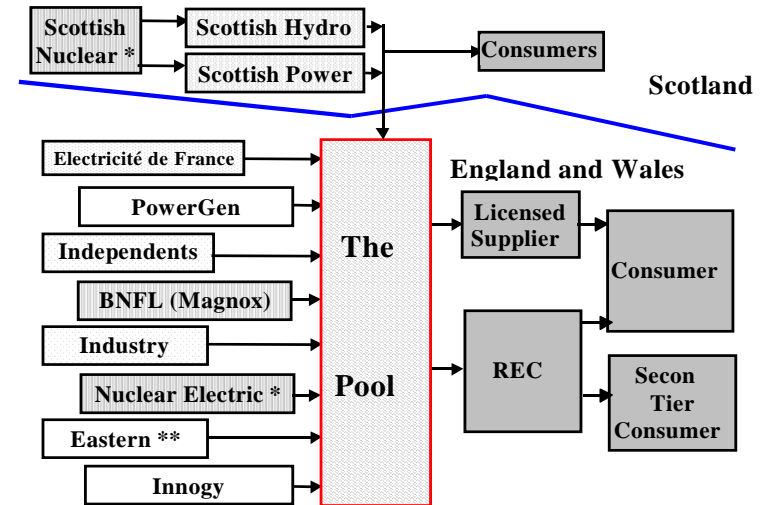 Scottish
Nuclear *
Scottish Hydro
Scottish Power
Consumers
Scotland
England and Wales
Electricité de France
PowerGen
Independents
BNFL (Magnox)
Industry
Nuclear Electric *
Eastern **
Innogy
The
Pool
Licensed
Supplier
Consumer
REC
Secon
Tier
Consumer